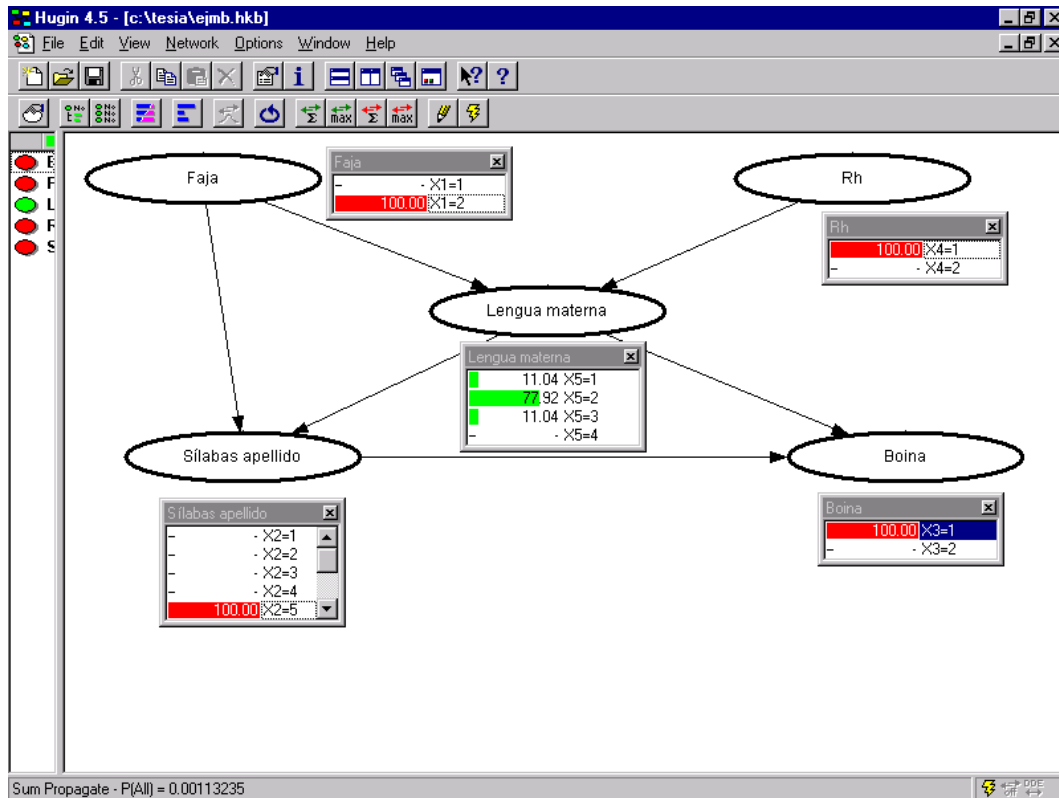 Hugin 4.5 - [c:\tesia\ejmb.hkb]
File Edit View Network Options Window Help
Σ max Σ max
E
F
L
R
S
Faja
Faja
- - X1=1
100.00 X1=2
Rh
Rh
100.00 X4=1
- - X4=2
Lengua materna
Lengua materna
11.04 X5=1
77.92 X5=2
11.04 X5=3
- - X5=4
Sílabas apellido
Sílabas apellido
- - X2=1
- - X2=2
- - X2=3
- - X2=4
100.00 X2=5
Boina
Boina
100.00 X3=1
- - X3=2
Sum Propagate - P(All) = 0.00113235